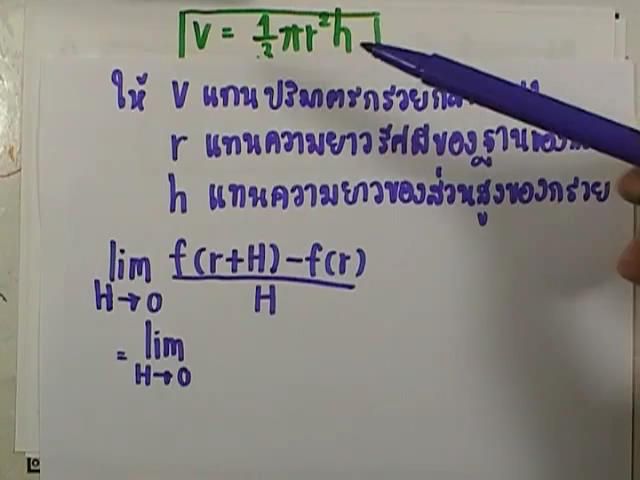 V = 1/3 πr²h
ให้ V แทนปริมาตรกรวย
r แทนความยาวรัศมีของฐานของ
h แทนความยาวของส่วนสูงของกรวย
lim H→0 f(r+H)-f(r) / H
= lim H→0